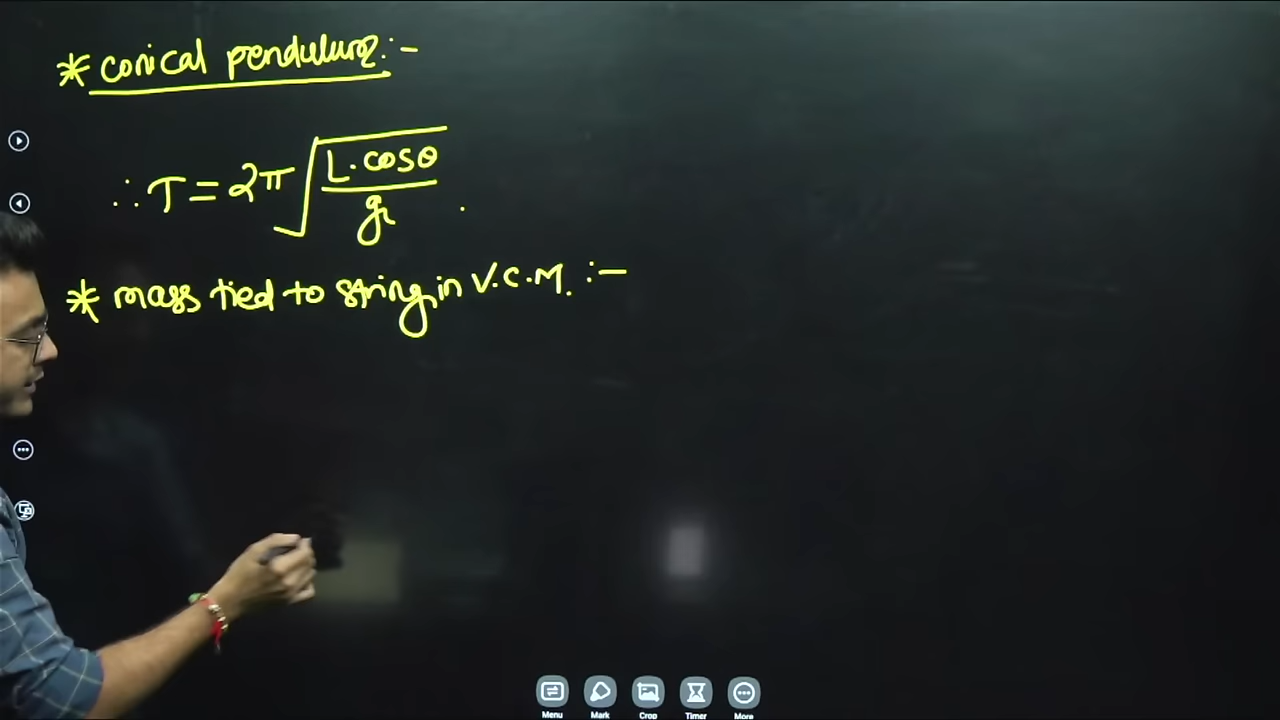 * conical pendulum :-
∴ T = 2π √(L·cosθ / g)
* mass tied to string in V.C.M. :-
Menu Mark Crop Timer More